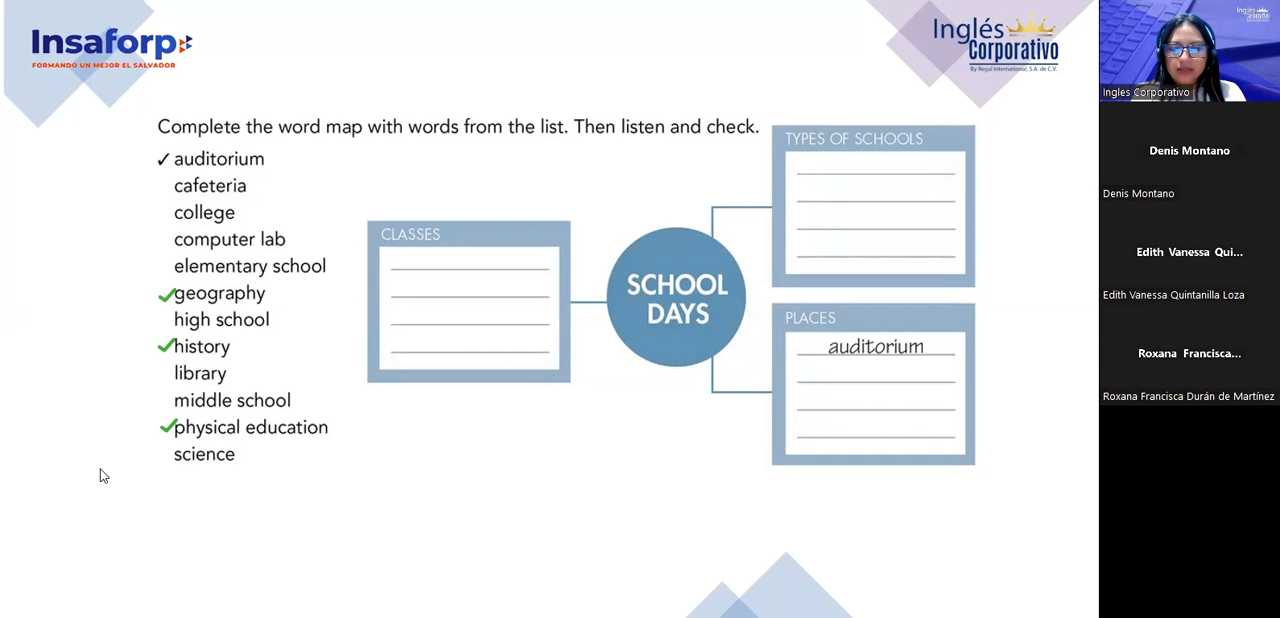 Insaforp
FORMANDO UN MEJOR EL SALVADOR
Inglés
Corporativo
By Regal International, S.A. de C.V.
Complete the word map with words from the list. Then listen and check.
✓ auditorium
cafeteria
college
computer lab
elementary school
geography
high school
history
library
middle school
physical education
science
CLASSES
SCHOOL
DAYS
TYPES OF SCHOOLS
PLACES
auditorium
Ingles Corporativo
Denis Montano
Denis Montano
Edith Vanessa Qui...
Edith Vanessa Quintanilla Loza
Roxana Francisca...
Roxana Francisca Durán de Martínez